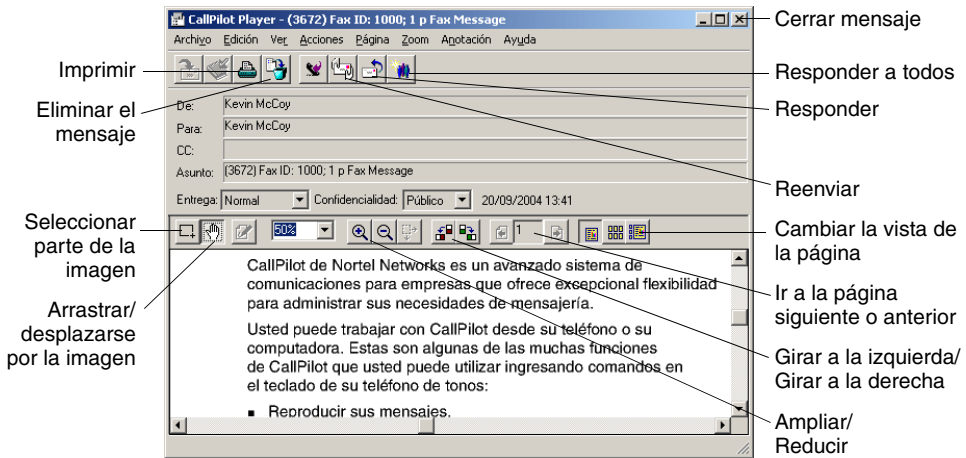 CallPilot Player - (3672) Fax ID: 1000; 1 p Fax Message
Archivo Edición Ver Acciones Página Zoom Anotación Ayuda
Cerrar mensaje
Imprimir
Responder a todos
Eliminar el
mensaje
Responder
De: Kevin McCoy
Para: Kevin McCoy
CC:
Asunto: (3672) Fax ID: 1000; 1 p Fax Message
Reenviar
Entrega: Normal Confidencialidad: Público 20/09/2004 13:41
Seleccionar
parte de la
imagen
50%
1
Cambiar la vista de
la página
Arrastrar/
desplazarse
por la imagen
CallPilot de Nortel Networks es un avanzado sistema de
comunicaciones para empresas que ofrece excepcional flexibilidad
para administrar sus necesidades de mensajería.
Usted puede trabajar con CallPilot desde su teléfono o su
computadora. Estas son algunas de las muchas funciones
de CallPilot que usted puede utilizar ingresando comandos en
el teclado de su teléfono de tonos:
▪ Reproducir sus mensajes.
Ir a la página
siguiente o anterior
Girar a la izquierda/
Girar a la derecha
Ampliar/
Reducir